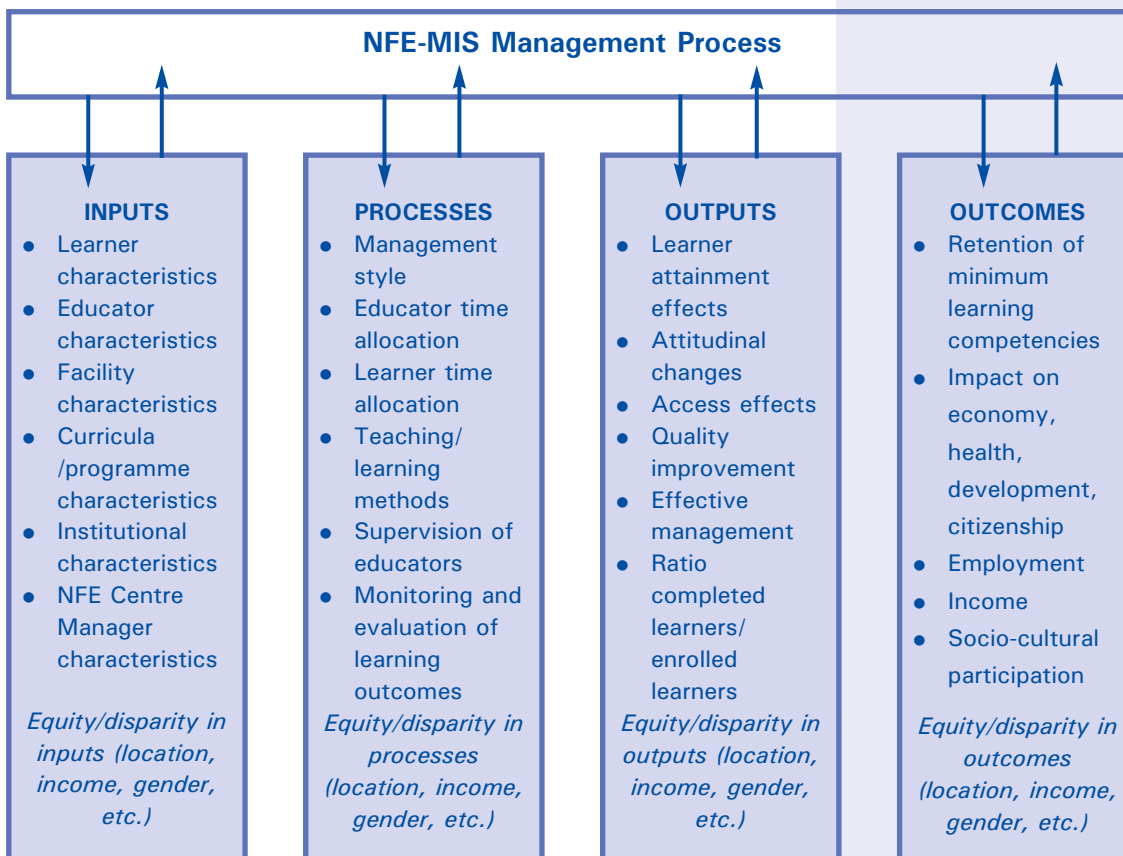 NFE-MIS Management Process
INPUTS
● Learner
characteristics
● Educator
characteristics
● Facility
characteristics
● Curricula
/programme
characteristics
● Institutional
characteristics
● NFE Centre
Manager
characteristics
Equity/disparity in
inputs (location,
income, gender,
etc.)
PROCESSES
● Management
style
● Educator time
allocation
● Learner time
allocation
● Teaching/
learning
methods
● Supervision of
educators
● Monitoring and
evaluation of
learning
outcomes
Equity/disparity in
processes
(location, income,
gender, etc.)
OUTPUTS
● Learner
attainment
effects
● Attitudinal
changes
● Access effects
● Quality
improvement
● Effective
management
● Ratio
completed
learners/
enrolled
learners
Equity/disparity in
outputs (location,
income, gender,
etc.)
OUTCOMES
● Retention of
minimum
learning
competencies
● Impact on
economy,
health,
development,
citizenship
● Employment
● Income
● Socio-cultural
participation
Equity/disparity in
outcomes
(location, income,
gender, etc.)